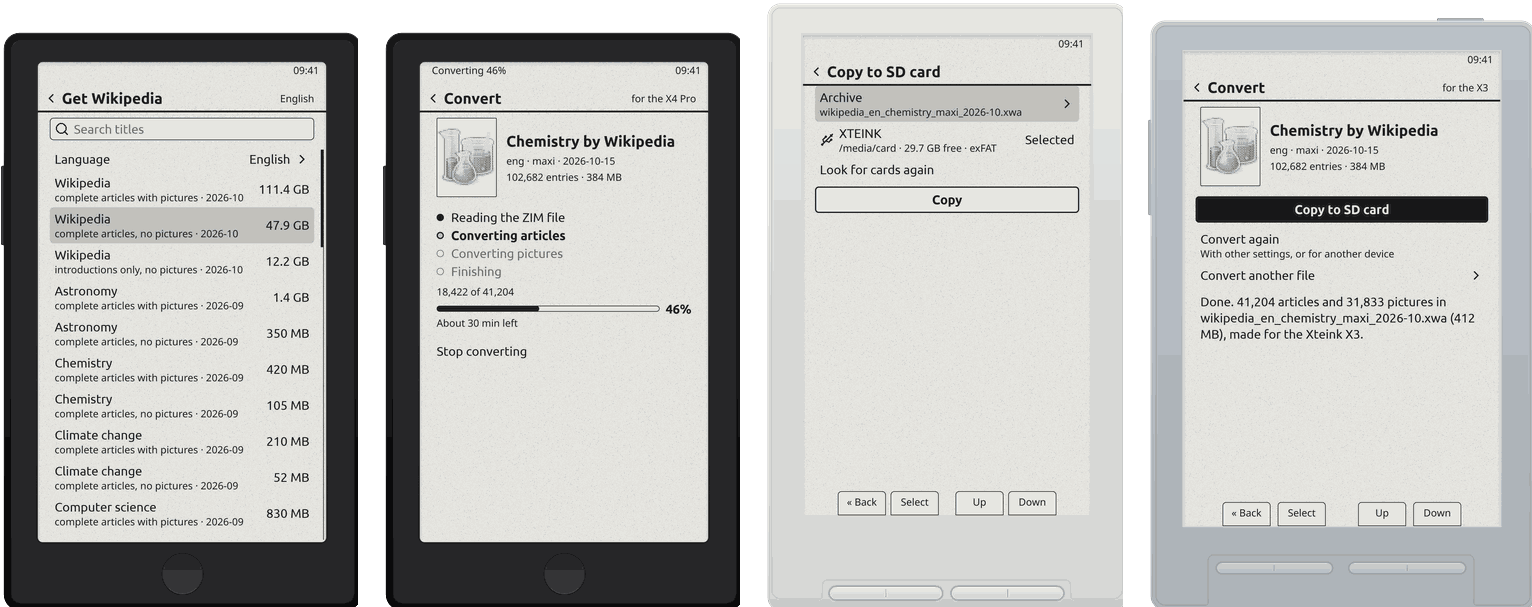 09:41
Get Wikipedia
English
Search titles
Language
English
Wikipedia
complete articles with pictures · 2026-10
111.4 GB
Wikipedia
complete articles, no pictures · 2026-10
47.9 GB
Wikipedia
introductions only, no pictures · 2026-10
12.2 GB
Astronomy
complete articles with pictures · 2026-09
1.4 GB
Astronomy
complete articles, no pictures · 2026-09
350 MB
Chemistry
complete articles with pictures · 2026-09
420 MB
Chemistry
complete articles, no pictures · 2026-09
105 MB
Climate change
complete articles with pictures · 2026-09
210 MB
Climate change
complete articles, no pictures · 2026-09
52 MB
Computer science
complete articles with pictures · 2026-09
830 MB
Converting 46%
09:41
Convert
for the X4 Pro
Chemistry by Wikipedia
eng · maxi · 2026-10-15
102,682 entries · 384 MB
Reading the ZIM file
Converting articles
Converting pictures
Finishing
18,422 of 41,204
46%
About 30 min left
Stop converting
09:41
Copy to SD card
Archive
wikipedia_en_chemistry_maxi_2026-10.xwa
XTEINK
/media/card · 29.7 GB free · exFAT
Selected
Look for cards again
Copy
« Back
Select
Up
Down
09:41
Convert
for the X3
Chemistry by Wikipedia
eng · maxi · 2026-10-15
102,682 entries · 384 MB
Copy to SD card
Convert again
With other settings, or for another device
Convert another file
Done. 41,204 articles and 31,833 pictures in
wikipedia_en_chemistry_maxi_2026-10.xwa (412
MB), made for the Xteink X3.
« Back
Select
Up
Down